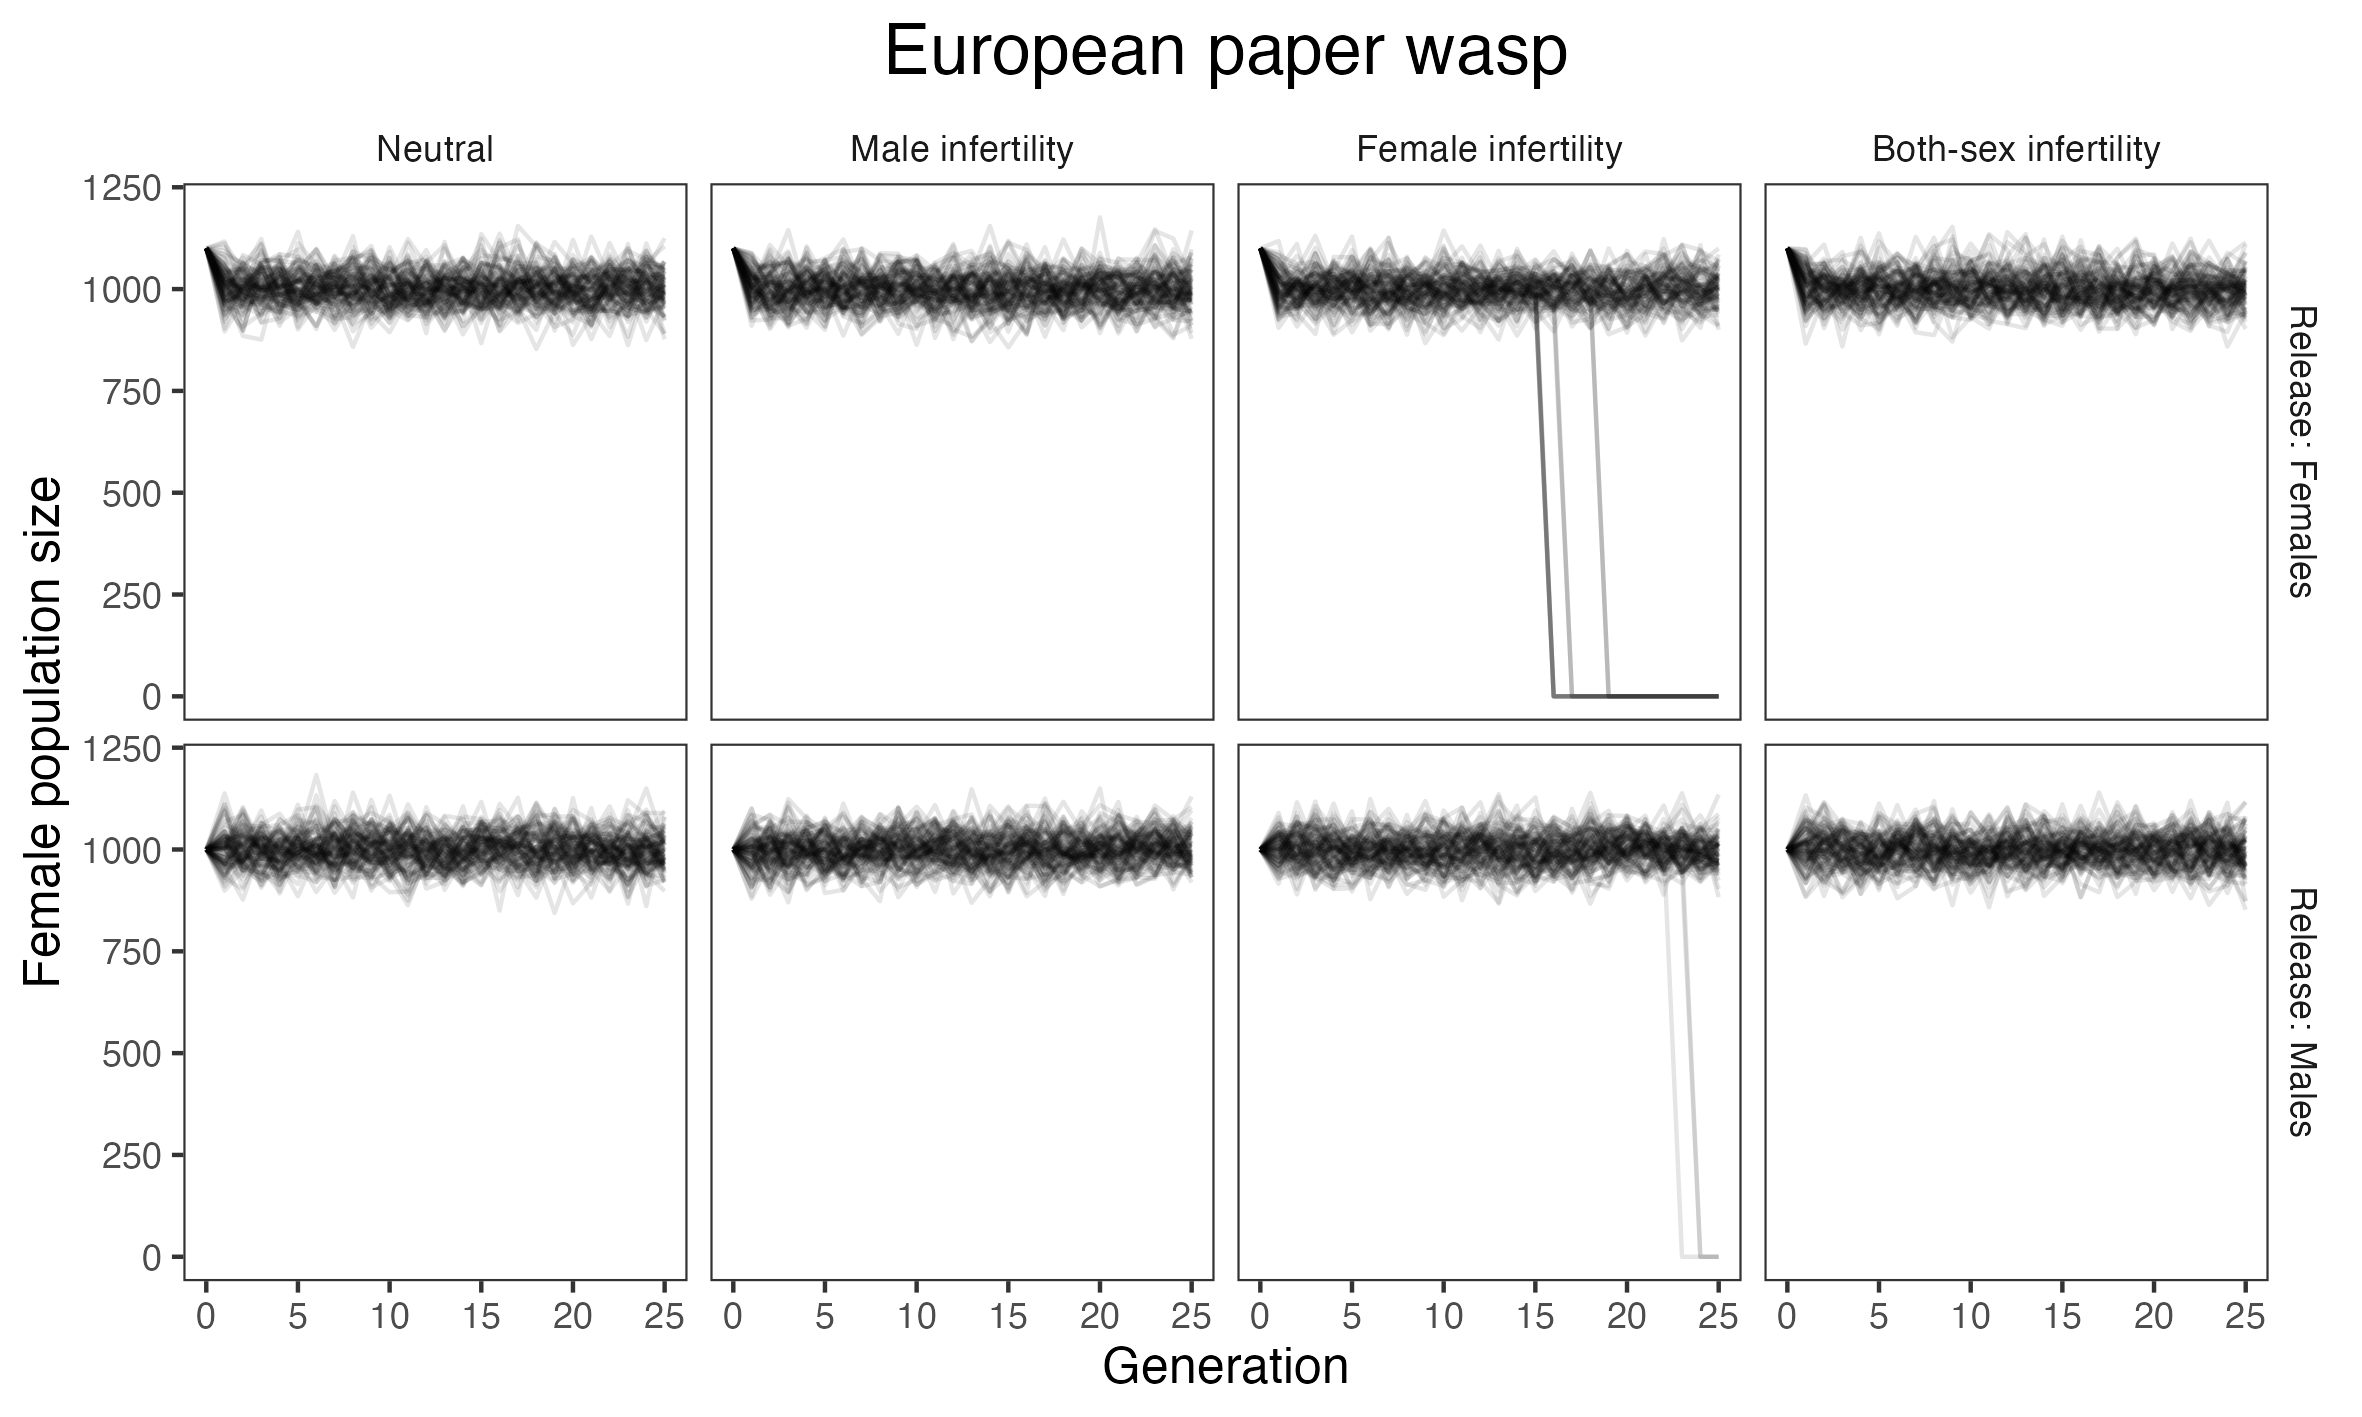 European paper wasp
Neutral
Male infertility
Female infertility
Both-sex infertility
Female population size
1250
1000
750
500
250
0
Release: Females
1250
1000
750
500
250
0
Release: Males
0 5 10 15 20 25
0 5 10 15 20 25
0 5 10 15 20 25
0 5 10 15 20 25
Generation